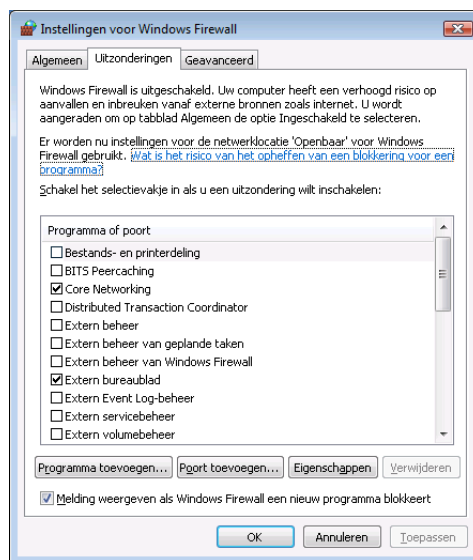 Instellingen voor Windows Firewall
Algemeen Uitzonderingen Geavanceerd
Windows Firewall is uitgeschakeld. Uw computer heeft een verhoogd risico op
aanvallen en inbreuken vanaf externe bronnen zoals internet. U wordt
aangeraden om op tabblad Algemeen de optie Ingeschakeld te selecteren.
Er worden nu instellingen voor de netwerklocatie 'Openbaar' voor Windows
Firewall gebruikt. Wat is het risico van het opheffen van een blokkering voor een
programma?
Schakel het selectievakje in als u een uitzondering wilt inschakelen:
Programma of poort
Bestands- en printerdeling
BITS Peercaching
Core Networking
Distributed Transaction Coordinator
Extern beheer
Extern beheer van geplande taken
Extern beheer van Windows Firewall
Extern bureaublad
Extern Event Log-beheer
Extern servicebeheer
Extern volumebeheer
Programma toevoegen... Poort toevoegen... Eigenschappen Verwijderen
Melding weergeven als Windows Firewall een nieuw programma blokkeert
OK Annuleren Toepassen